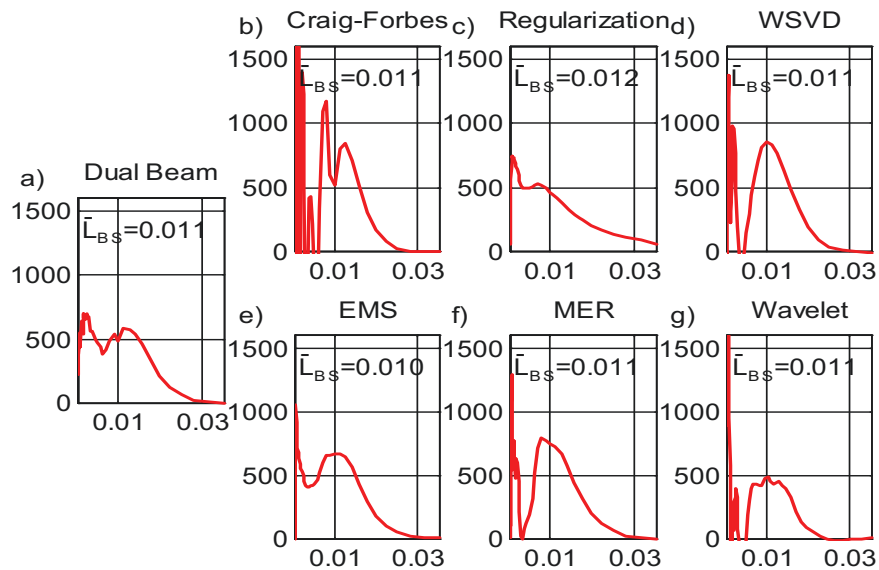 b) Craig-Forbes c) Regularization d) WSVD
1500 1500 1500
L̄BS=0.011 L̄BS=0.012 L̄BS=0.011
1000 1000 1000
a) Dual Beam
500 500 500
1500
L̄BS=0.011
0 0 0
0.01 0.03 0.01 0.03 0.01 0.03
1000
e) EMS f) MER g) Wavelet
500
1500 1500 1500
L̄BS=0.010 L̄BS=0.011 L̄BS=0.011
0
1000 1000 1000
0.01 0.03
500 500 500
0 0 0
0.01 0.03 0.01 0.03 0.01 0.03